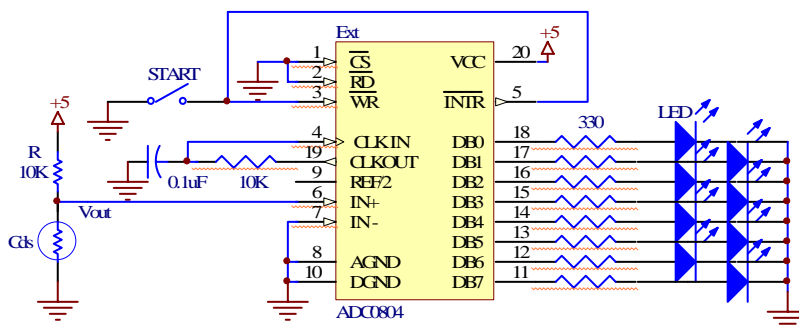 Ext
1 CS VCC 20 +5
2 RD
START
3 WR INTR 5
+5
LED
4 CLKIN DB0 18 330
R
10K
19 CLKOUT DB1 17
0.1uF 10K
9 REF/2 DB2 16
6 IN+ DB3 15
Vout
7 IN- DB4 14
Cds
DB5 13
8 AGND DB6 12
10 DGND DB7 11
ADC0804